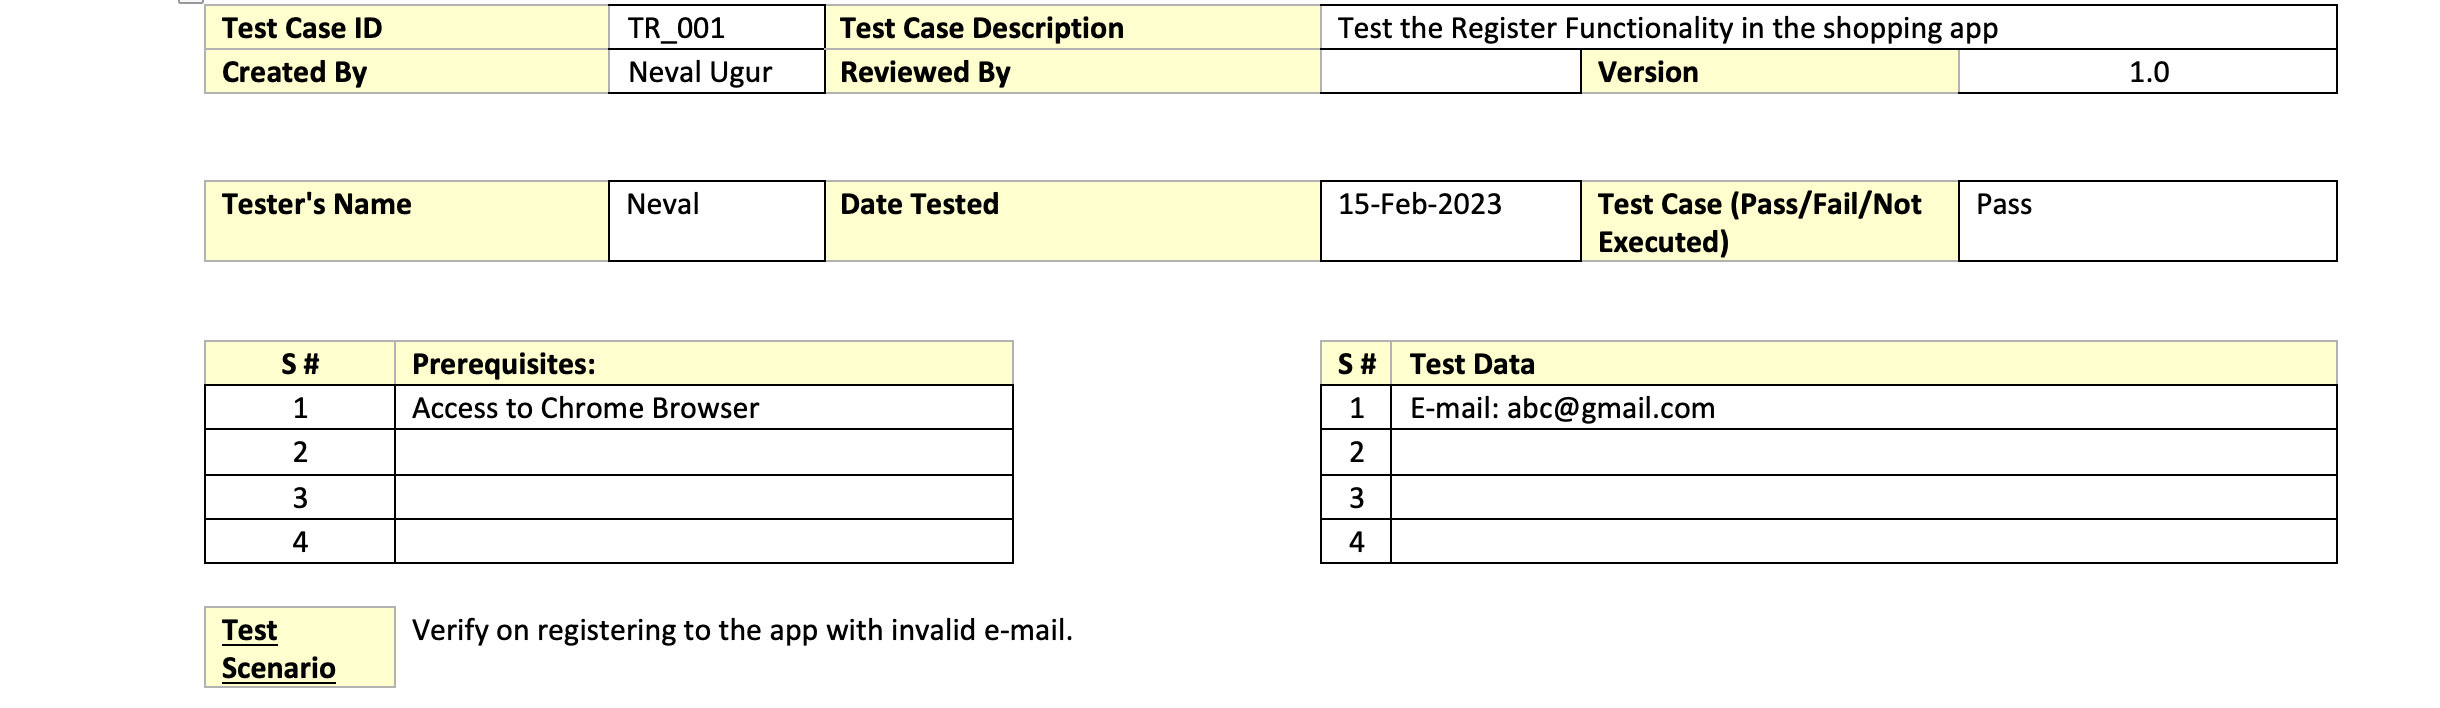 Test Case ID TR_001 Test Case Description Test the Register Functionality in the shopping app
Created By Neval Ugur Reviewed By Version 1.0
Tester's Name Neval Date Tested 15-Feb-2023 Test Case (Pass/Fail/Not Pass
Executed)
S # Prerequisites: S # Test Data
1 Access to Chrome Browser 1 E-mail: abc@gmail.com
2 2
3 3
4 4
Test Verify on registering to the app with invalid e-mail.
Scenario